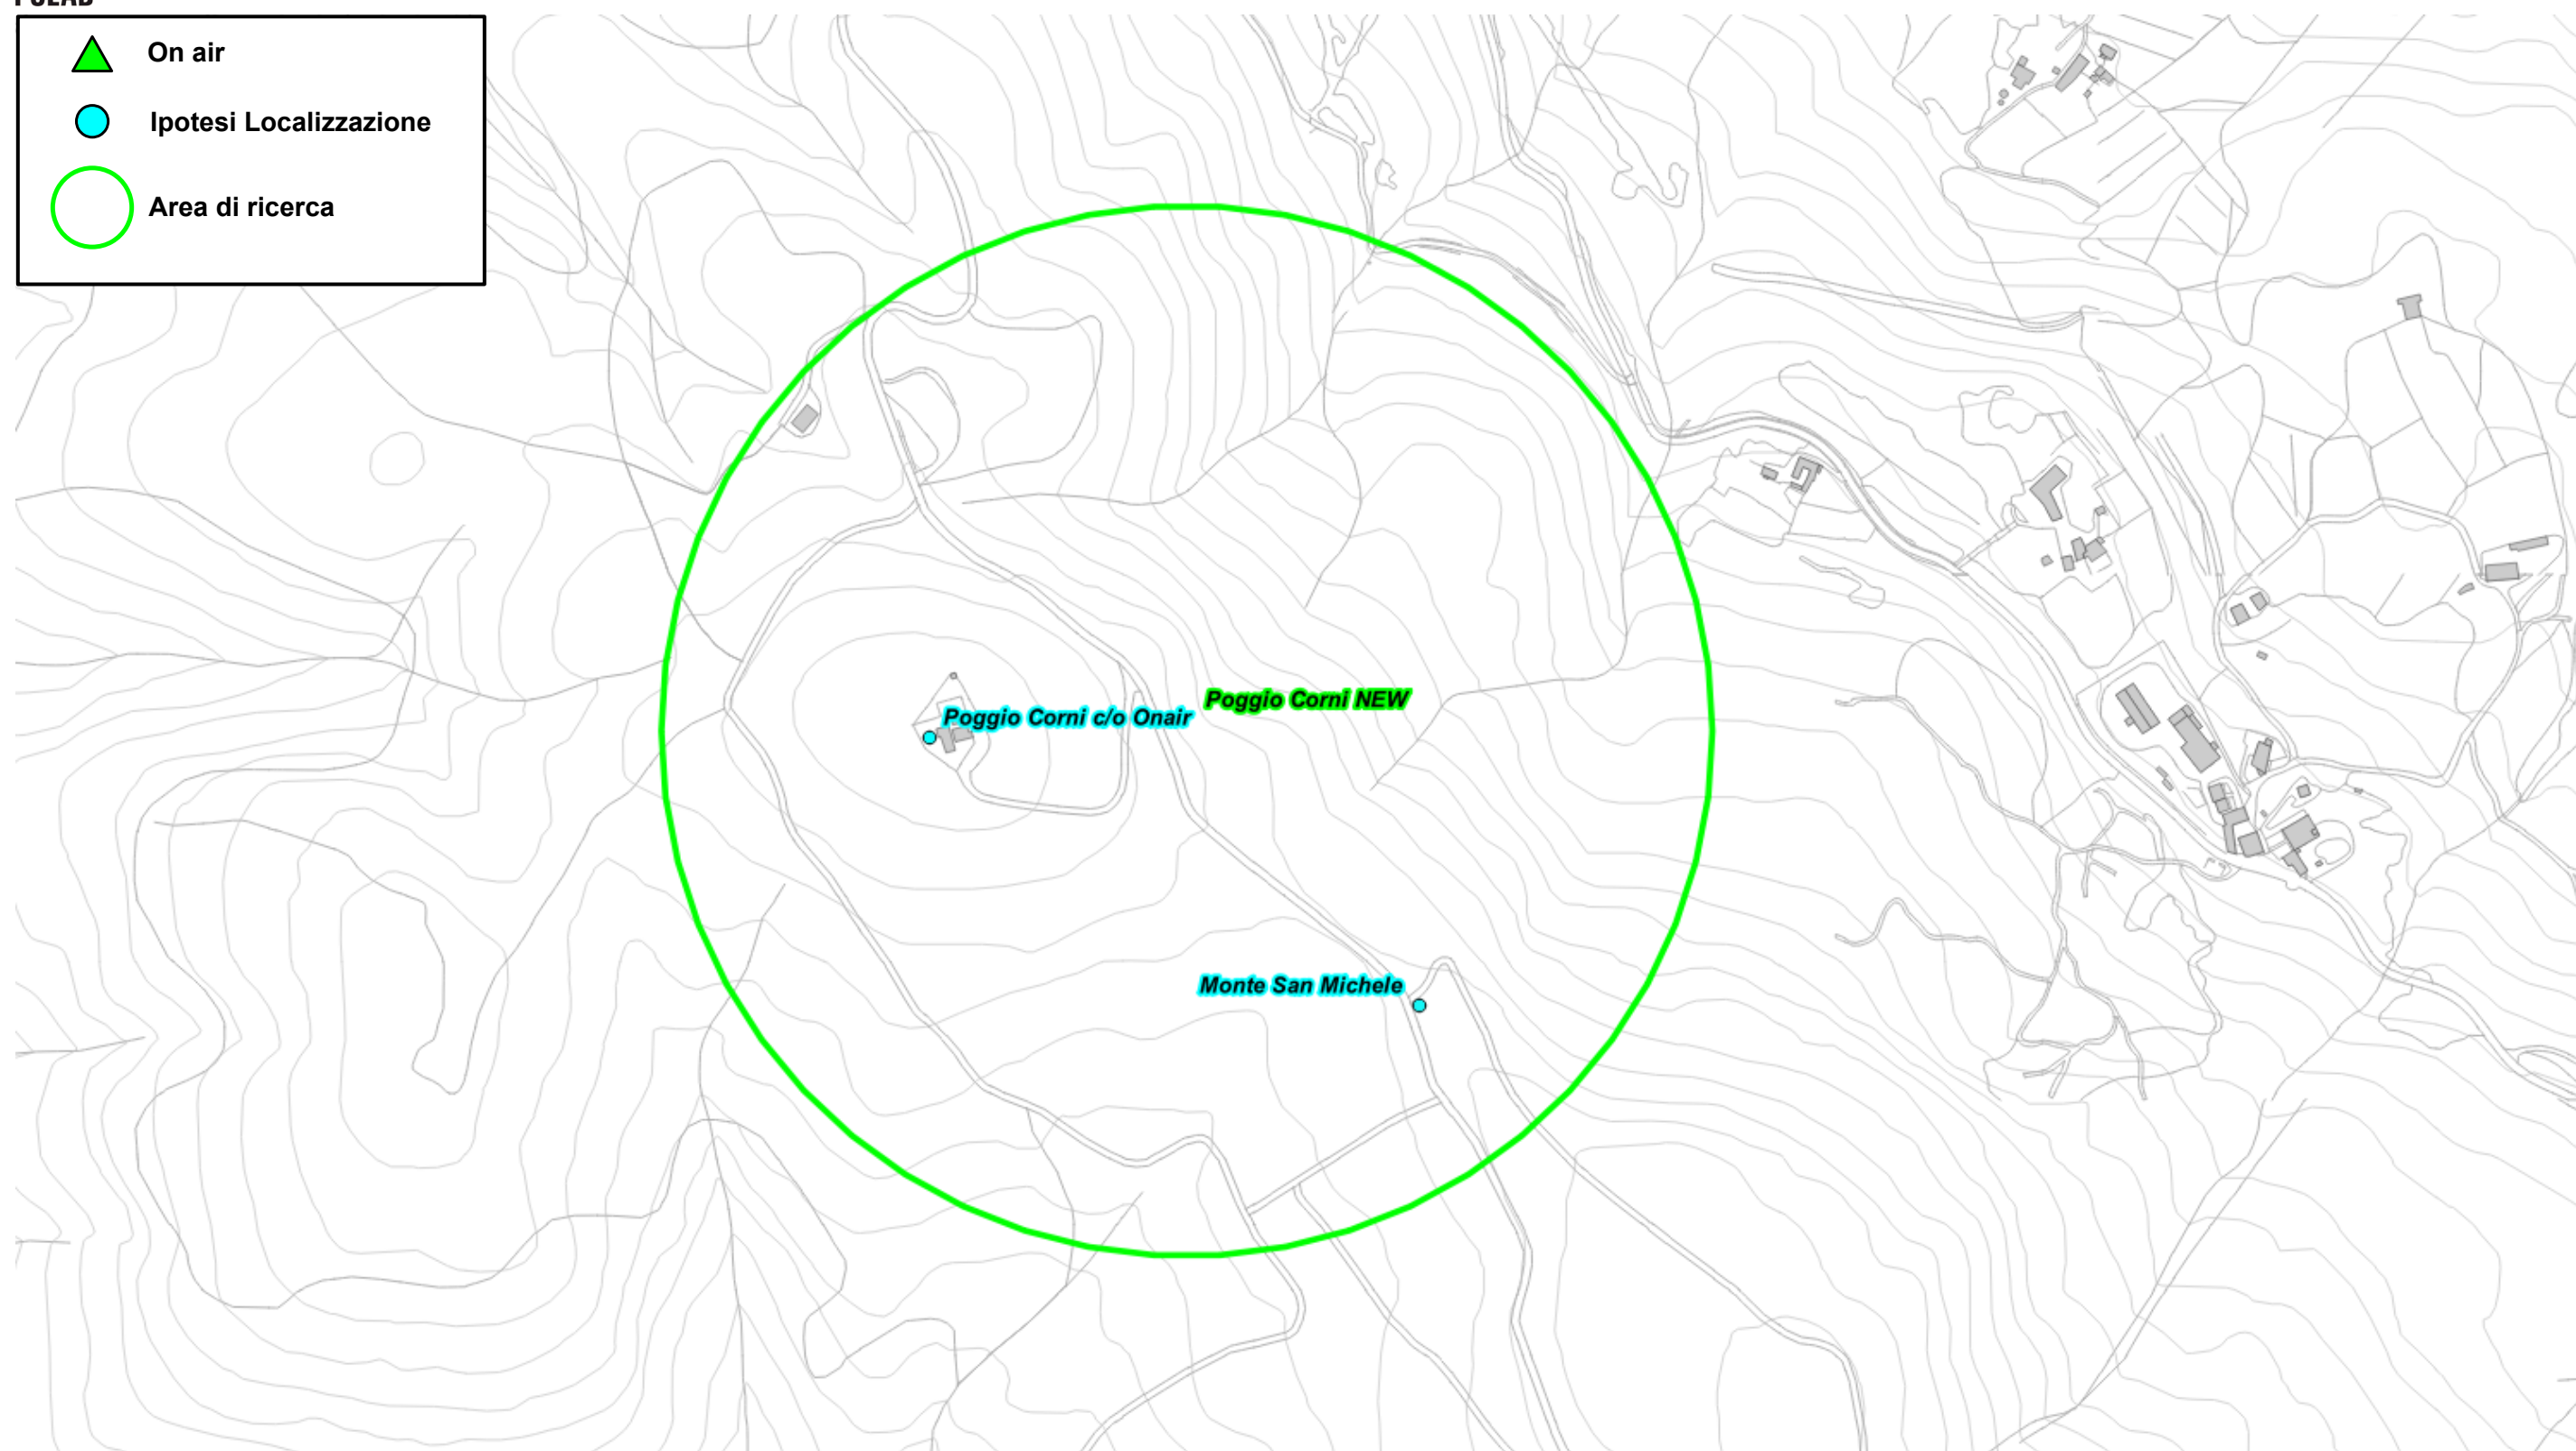 On air
Ipotesi Localizzazione
Area di ricerca
Poggio Corni NEW
Poggio Corni c/o Onair
Monte San Michele